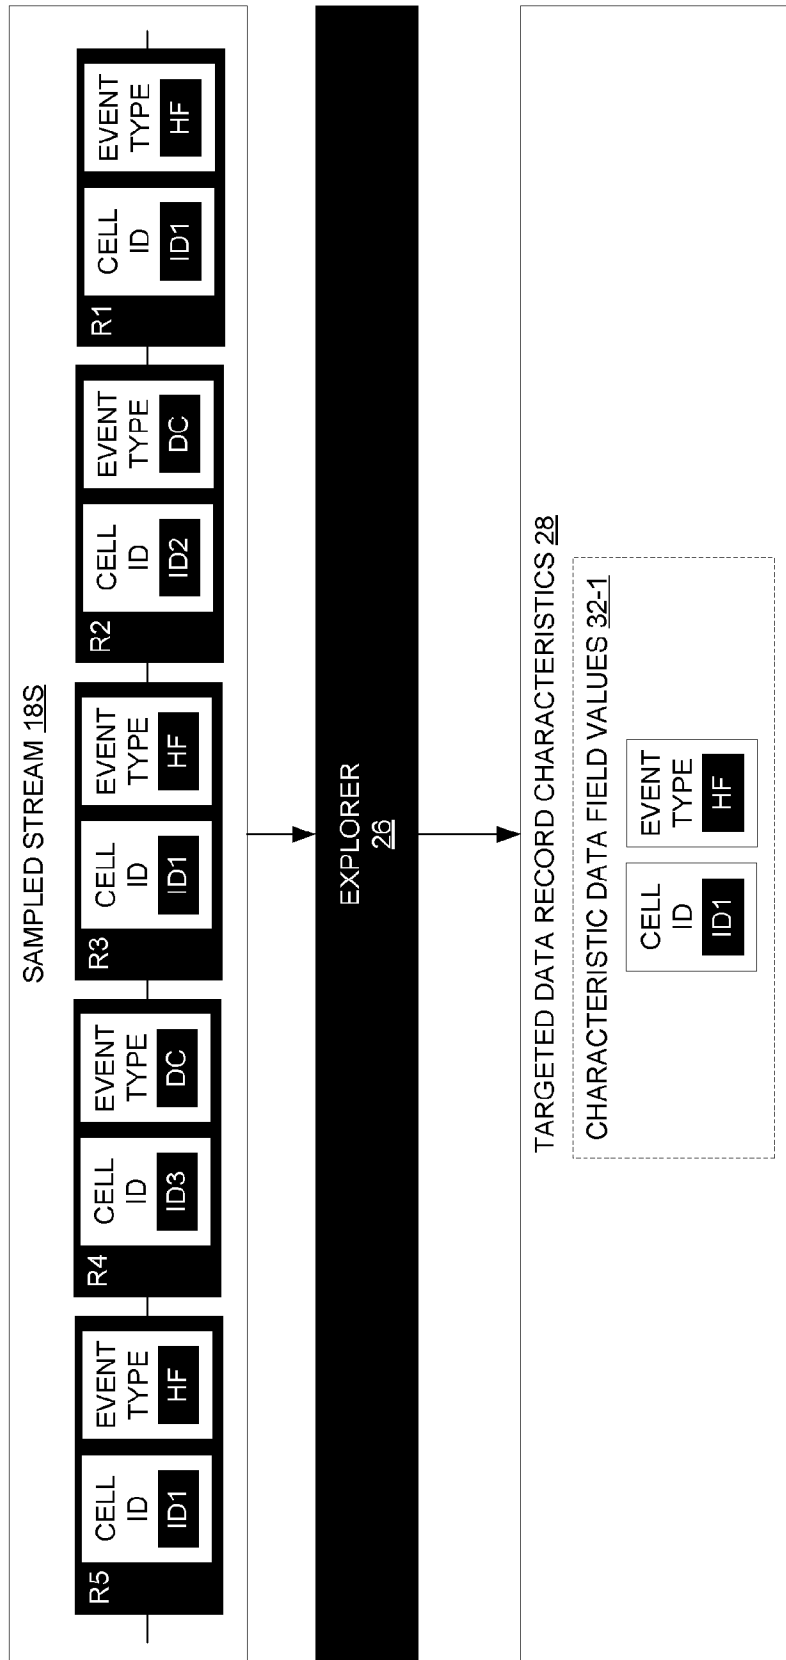 SAMPLED STREAM 18S
R5
CELL
ID
ID1
EVENT
TYPE
HF
R4
CELL
ID
ID3
EVENT
TYPE
DC
R3
CELL
ID
ID1
EVENT
TYPE
HF
R2
CELL
ID
ID2
EVENT
TYPE
DC
R1
CELL
ID
ID1
EVENT
TYPE
HF
EXPLORER
26
TARGETED DATA RECORD CHARACTERISTICS 28
CHARACTERISTIC DATA FIELD VALUES 32-1
CELL
ID
ID1
EVENT
TYPE
HF